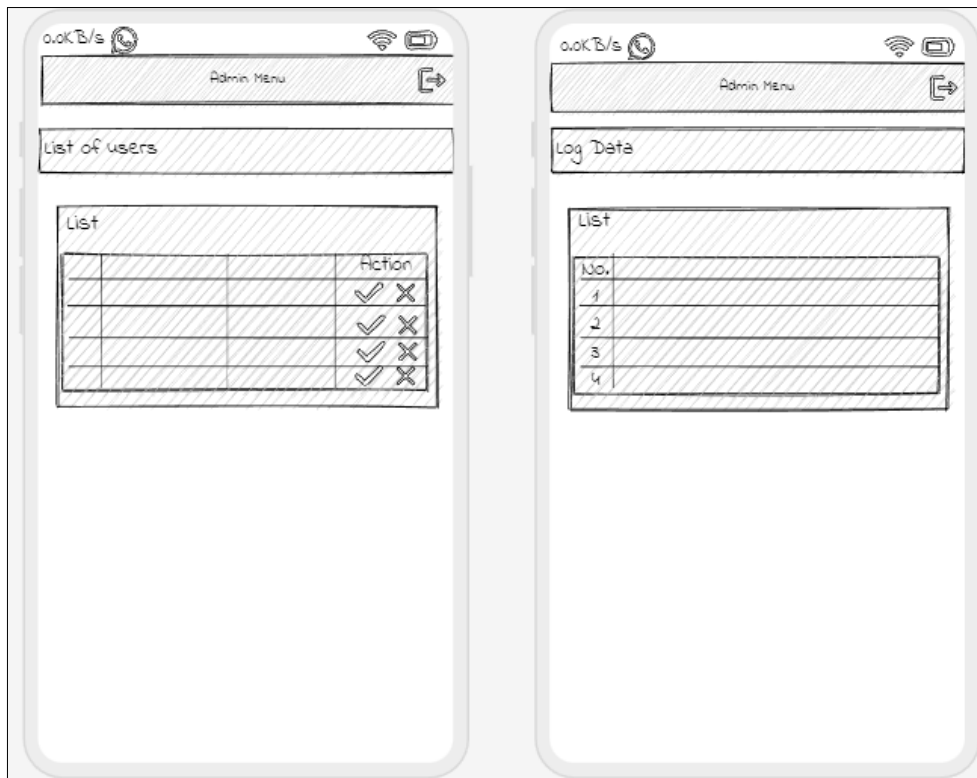 0.0KB/s
Admin Menu
List of users
List
Action
0.0KB/s
Admin Menu
Log Data
List
No.
1
2
3
4